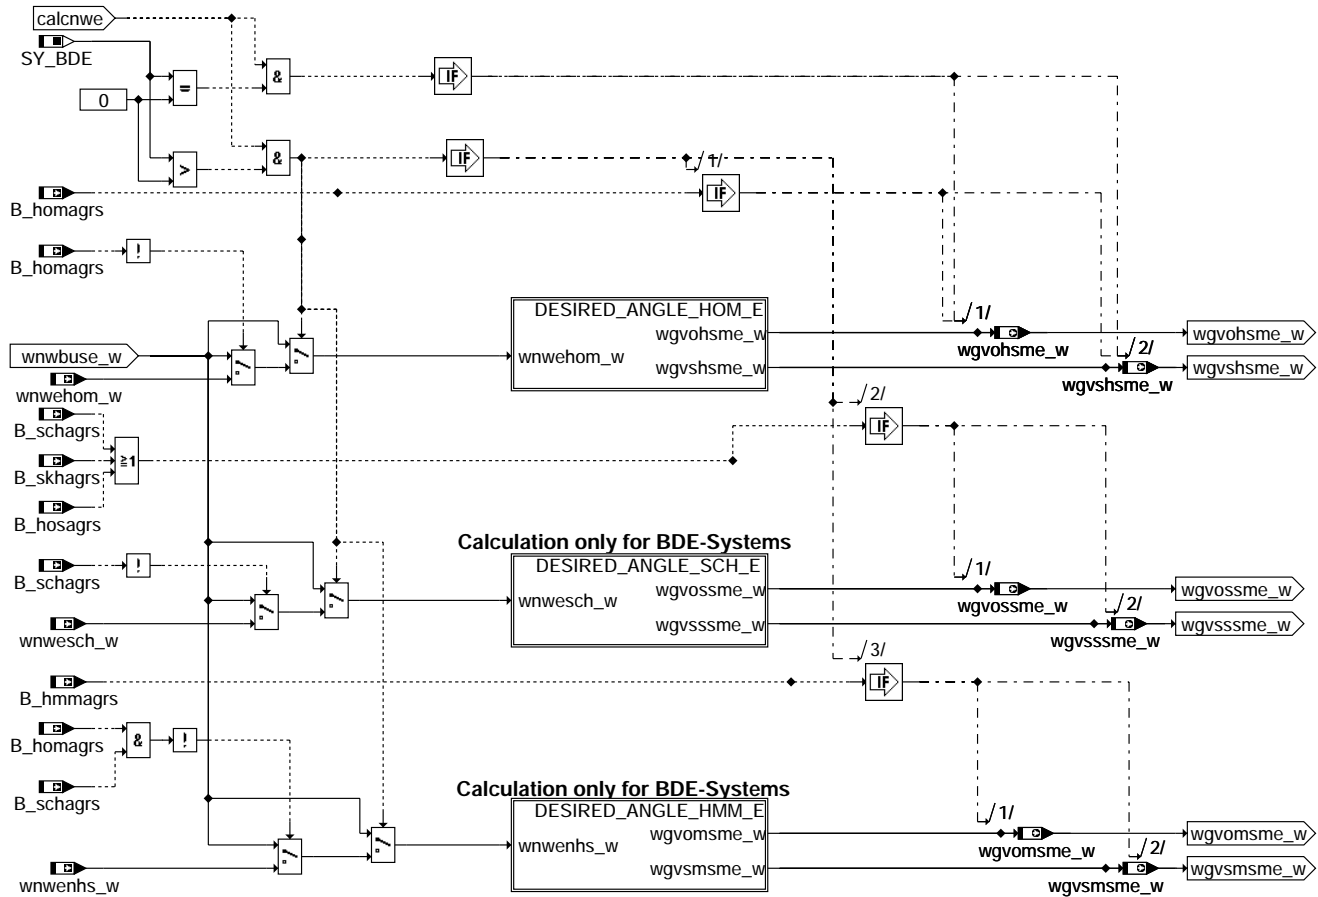 calcnwe
SY_BDE
&
IF
=
0
&
IF
/1/
>
IF
B_homagrs
!
B_homagrs
DESIRED_ANGLE_HOM_E
/1/
wgvohsme_w
wgvohsme_w
wgvohsme_w
wnwbuse_w
wnwehom_w
/2/
wgvshsme_w
wgvshsme_w
wgvshsme_w
wnwehom_w
/2/
B_schagrs
IF
≧1
B_skhagrs
B_hosagrs
Calculation only for BDE-Systems
!
B_schagrs
DESIRED_ANGLE_SCH_E
/1/
wgvossme_w
wgvossme_w
wgvossme_w
wnwesch_w
/2/
wgvsssme_w
wgvsssme_w
wgvsssme_w
wnwesch_w
/3/
IF
B_hmmagrs
B_homagrs
&
!
B_schagrs
Calculation only for BDE-Systems
DESIRED_ANGLE_HMM_E
/1/
wgvomsme_w
wgvomsme_w
wgvomsme_w
wnwenhs_w
/2/
wgvsmsme_w
wgvsmsme_w
wgvsmsme_w
wnwenhs_w